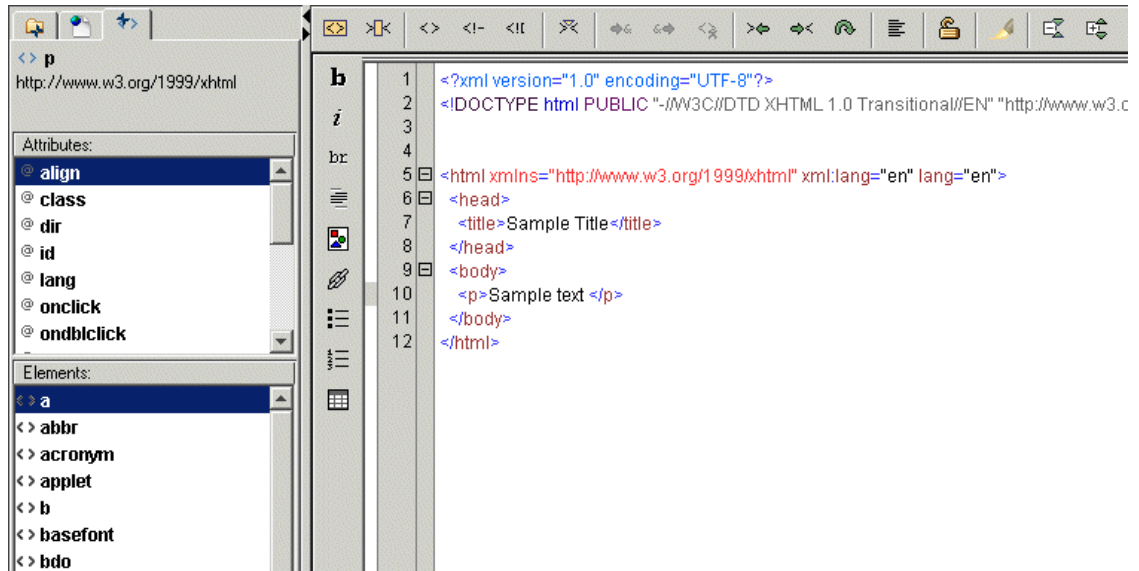 <> p
http://www.w3.org/1999/xhtml
Attributes:
@ align
@ class
@ dir
@ id
@ lang
@ onclick
@ ondblclick
Elements:
<> a
<> abbr
<> acronym
<> applet
<> b
<> basefont
<> bdo
b
i
br
1 <?xml version="1.0" encoding="UTF-8"?>
2 <!DOCTYPE html PUBLIC "-//W3C//DTD XHTML 1.0 Transitional//EN" "http://www.w3.o
3
4
5 <html xmlns="http://www.w3.org/1999/xhtml" xml:lang="en" lang="en">
6 <head>
7 <title>Sample Title</title>
8 </head>
9 <body>
10 <p>Sample text </p>
11 </body>
12 </html>